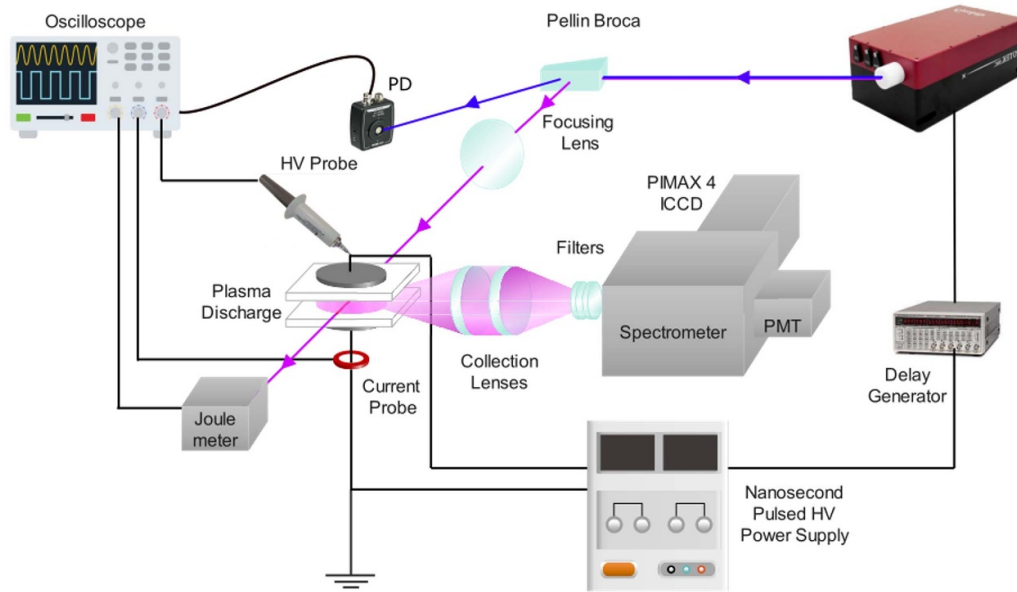 Oscilloscope
Pellin Broca
PD
Focusing
Lens
HV Probe
PIMAX 4
ICCD
Filters
Plasma
Discharge
Spectrometer
PMT
Collection
Lenses
Current
Probe
Delay
Generator
Joule
meter
Nanosecond
Pulsed HV
Power Supply